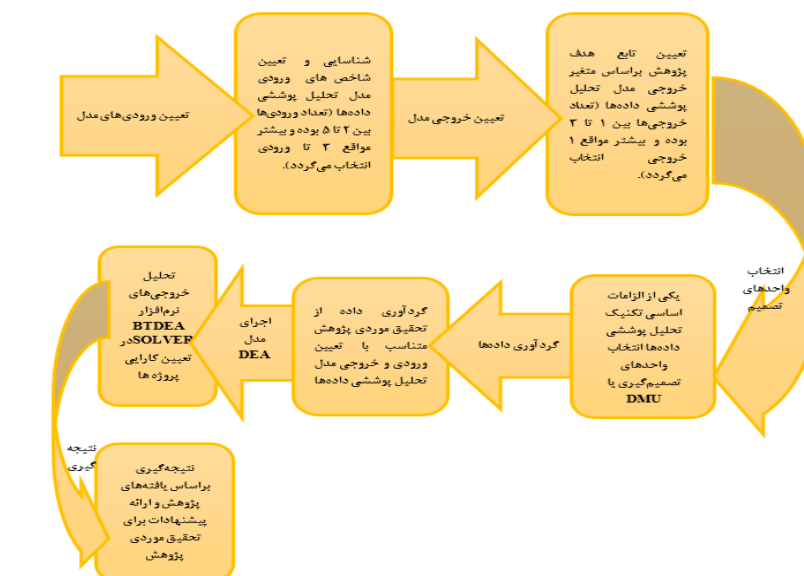 تعیین ورودی‌های مدل
شناسایی و تعیین
شاخص های ورودی
مدل تحلیل پوششی
داده‌ها (تعداد ورودی‌ها
بین ۲ تا ۵ بوده و بیشتر
مواقع ۳ تا ورودی
انتخاب می‌گردد).
تعیین خروجی مدل
تعیین تابع هدف
پژوهش براساس متغیر
خروجی مدل تحلیل
پوششی داده‌ها (تعداد
خروجی‌ها بین ۱ تا ۳
بوده و بیشتر مواقع ۱
خروجی انتخاب
می‌گردد).
انتخاب
واحدهای
تصمیم
یکی از الزامات
اساسی تکنیک
تحلیل پوششی
داده‌ها انتخاب
واحدهای
تصمیم‌گیری یا
DMU
گردآوری داده‌ها
گردآوری داده از
تحقیق موردی پژوهش
متناسب با تعیین
ورودی و خروجی مدل
تحلیل پوششی داده‌ها
اجرای
مدل
DEA
تحلیل
خروجی‌های
نرم‌افزار
BTDEA
SOLVERدر
تعیین کارایی
پروژه ها
نتیجه
گیری
نتیجه‌گیری
براساس یافته‌های
پژوهش و ارائه
پیشنهادات برای
تحقیق موردی
پژوهش